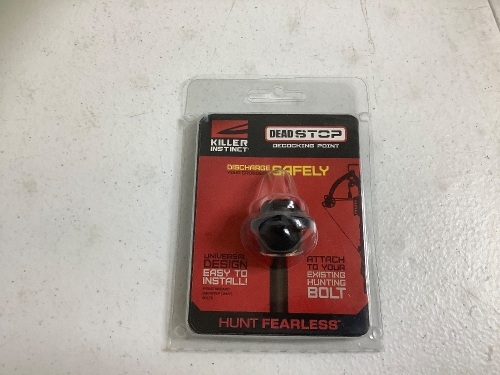 KILLER
INSTINCT
DEAD STOP
DECOCKING POINT
DISCHARGE SAFELY
UNIVERSAL
DESIGN
EASY TO
INSTALL!
ATTACH
TO YOUR
EXISTING
HUNTING
BOLT
HUNT FEARLESS™